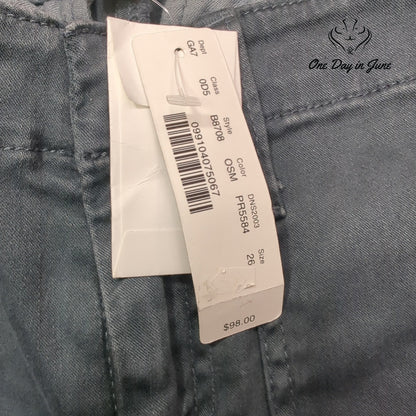 One Day in June
Dept Class Style Color DNS2003 Size
GA7 0D5 B8708 OSM PR5584 26
099104075067
$98.00